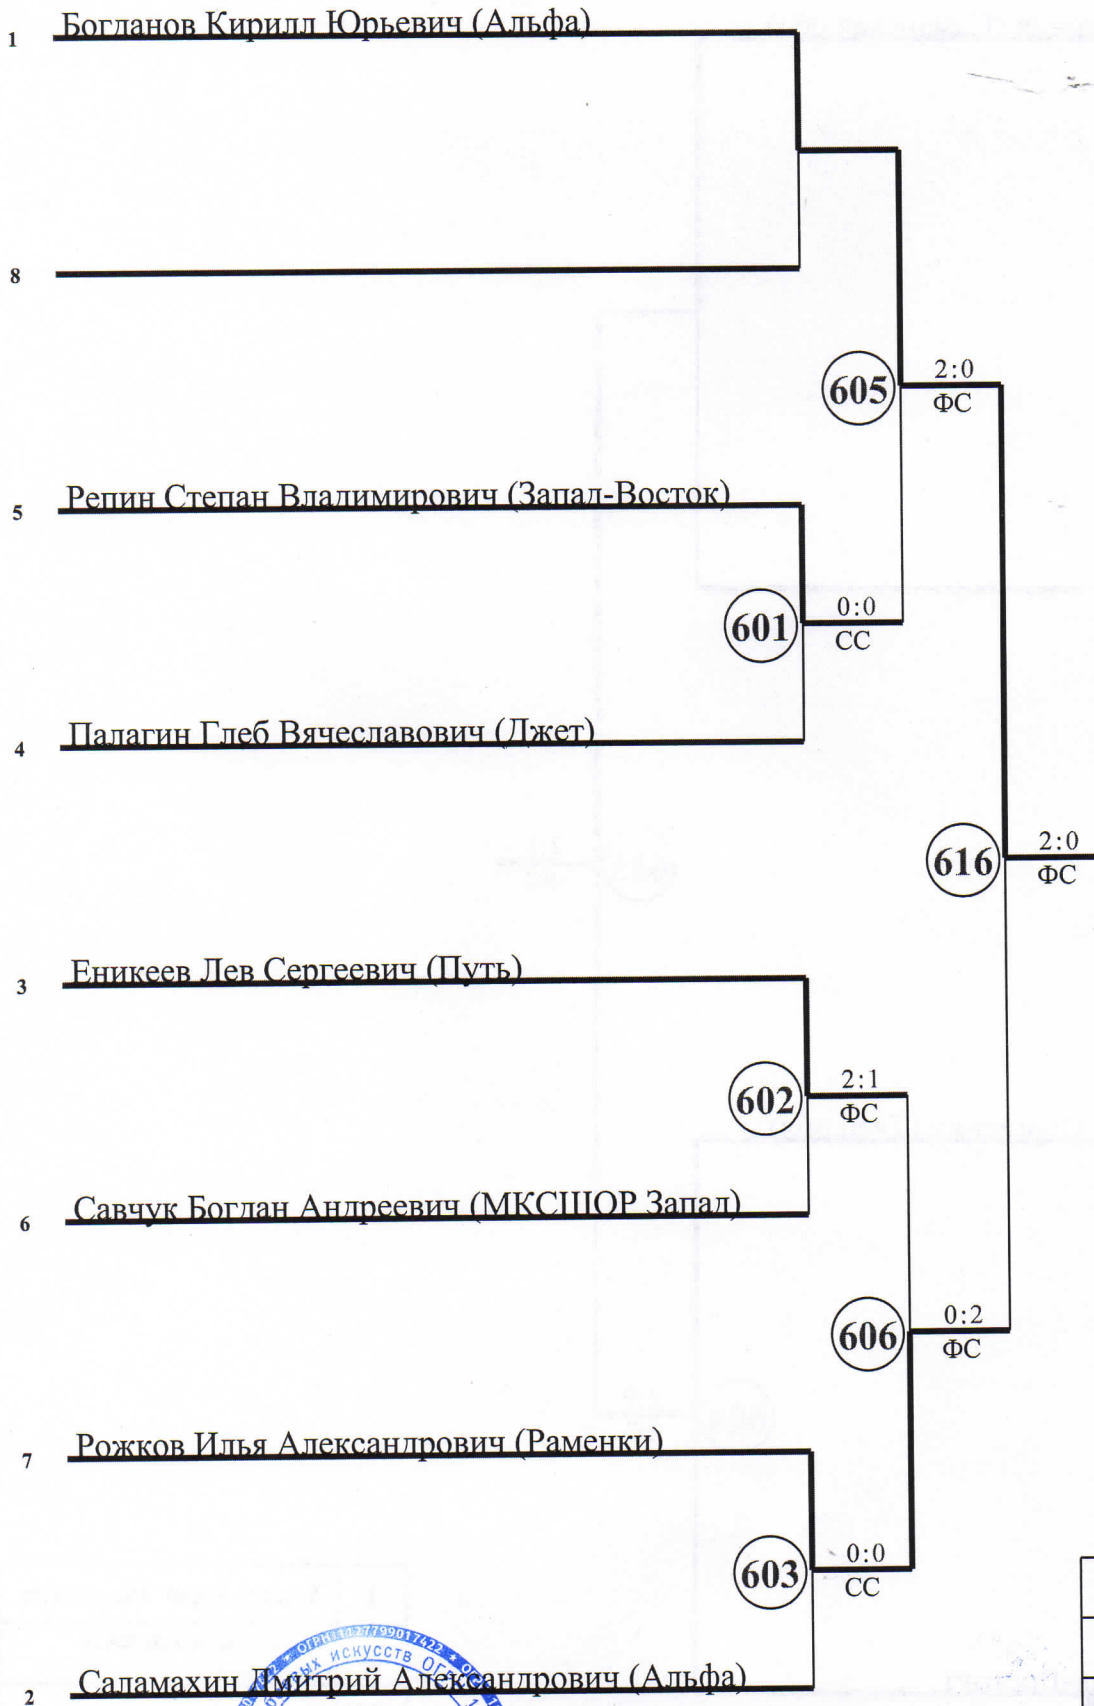 1 Богданов Кирилл Юрьевич (Альфа)
8
605
2:0
ФС
5 Репин Степан Владимирович (Запад-Восток)
601
0:0
СС
4 Палагин Глеб Вячеславович (Джет)
616
2:0
ФС
3 Еникеев Лев Сергеевич (Путь)
602
2:1
ФС
6 Савчук Богдан Андреевич (МКСШОР Запад)
606
0:2
ФС
7 Рожков Илья Александрович (Раменки)
603
0:0
СС
ОГРН 1027799017422
искусств
2 Саламахин Дмитрий Александрович (Альфа)